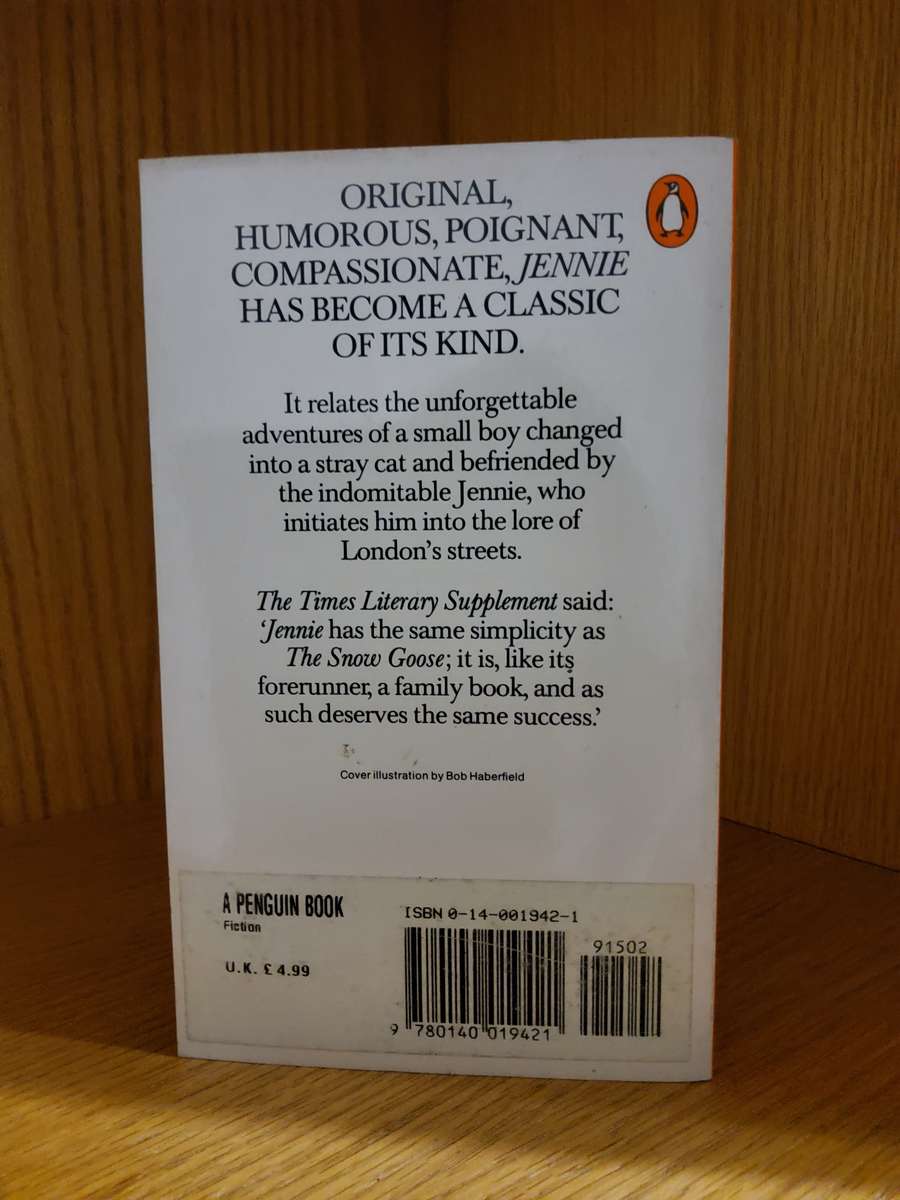 ORIGINAL,
HUMOROUS, POIGNANT,
COMPASSIONATE, JENNIE
HAS BECOME A CLASSIC
OF ITS KIND.
It relates the unforgettable
adventures of a small boy changed
into a stray cat and befriended by
the indomitable Jennie, who
initiates him into the lore of
London's streets.
The Times Literary Supplement said:
‘Jennie has the same simplicity as
The Snow Goose; it is, like its
forerunner, a family book, and as
such deserves the same success.’
Cover illustration by Bob Haberfield
A PENGUIN BOOK
Fiction
U.K. £4.99
ISBN 0-14-001942-1
91502
9 780140 019421